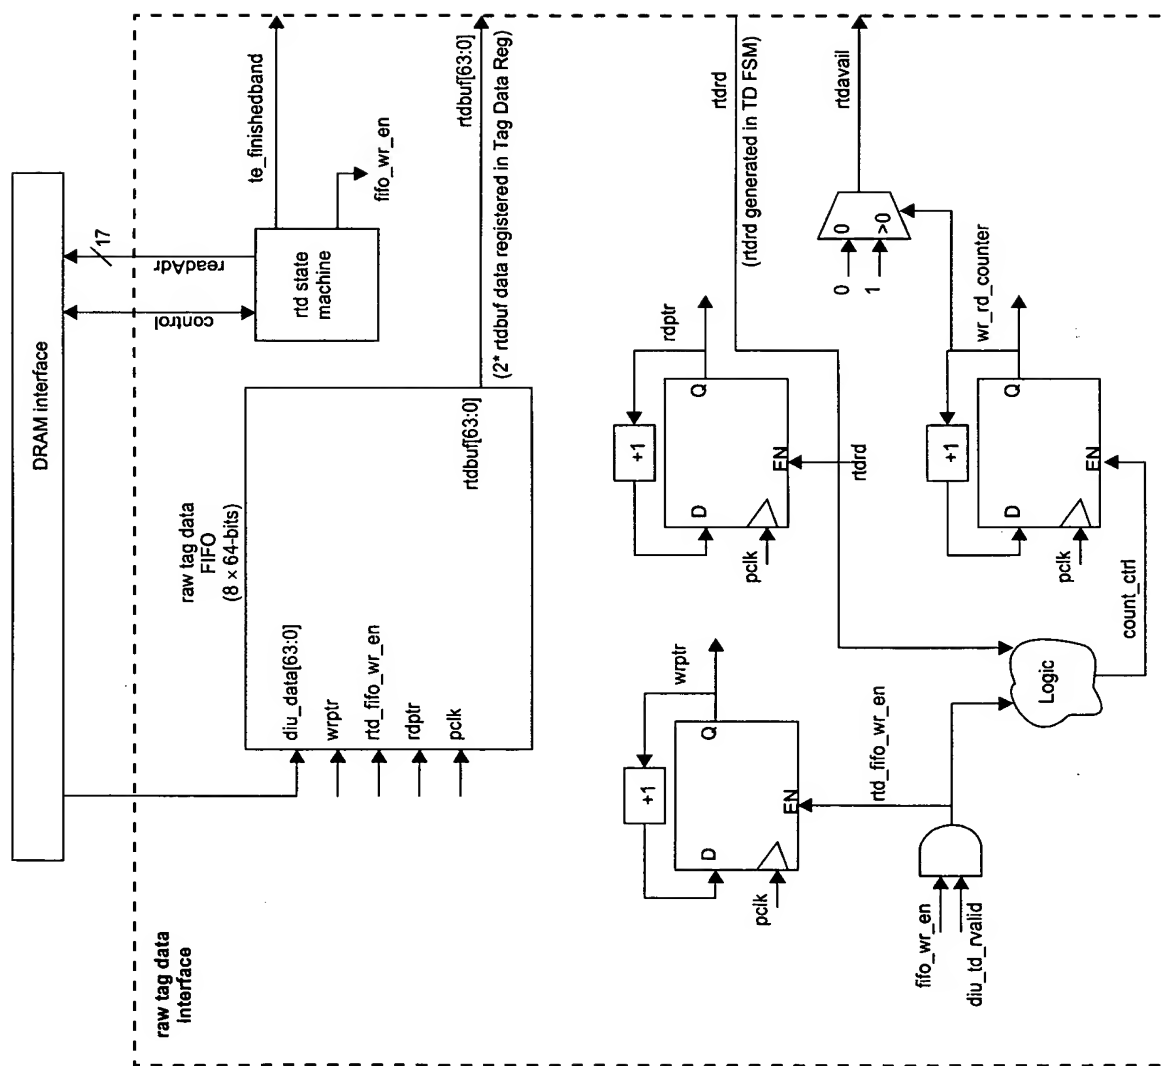 DRAM interface
17
readAdr
control
te_finishedband
rtd state
machine
fifo_wr_en
raw tag data
FIFO
(8 × 64-bits)
rtdbuf[63:0]
rtdbuf[63:0]
(2* rtdbuf data registered in Tag Data Reg)
diu_data[63:0]
wrptr
rtd_fifo_wr_en
rdptr
pclk
raw tag data
interface
rtdrd
(rtdrd generated in TD FSM)
rtdavail
0
>0
0
1
rdptr
+1
Q
D
EN
rtdrd
pclk
wr_rd_counter
+1
Q
D
EN
pclk
count_ctrl
wrptr
+1
Q
D
EN
pclk
rtd_fifo_wr_en
Logic
fifo_wr_en
diu_td_rvalid